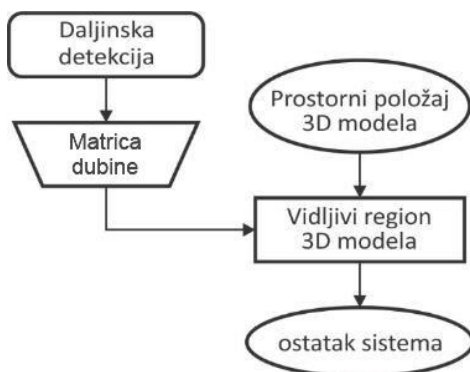 Daljinska
detekcija
Matrica
dubine
Prostorni položaj
3D modela
Vidljivi region
3D modela
ostatak sistema